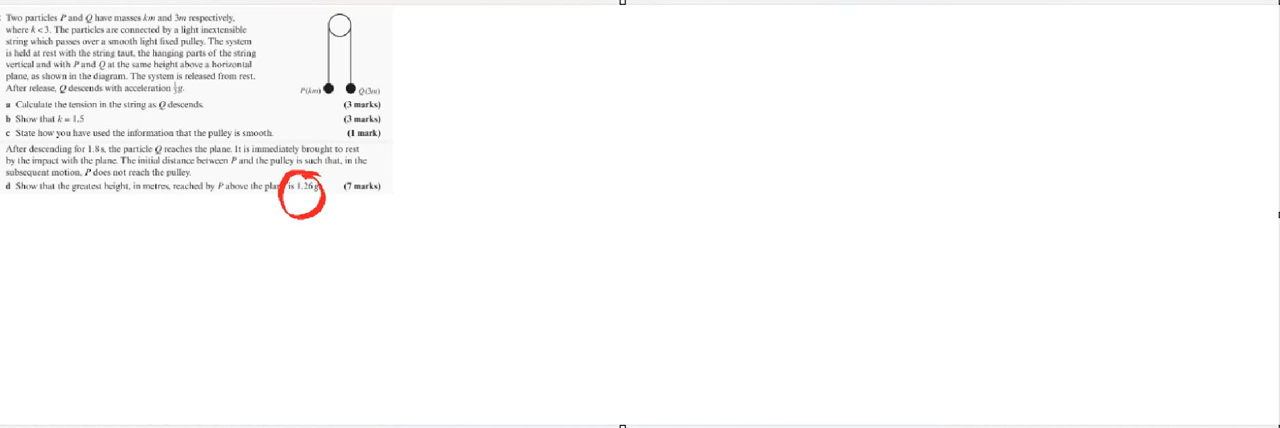 Two particles P and Q have masses km and 3m respectively,
where k < 3. The particles are connected by a light inextensible
string which passes over a smooth light fixed pulley. The system
is held at rest with the string taut, the hanging parts of the string
vertical and with P and Q at the same height above a horizontal
plane, as shown in the diagram. The system is released from rest.
After release, Q descends with acceleration ⅓g.
P(km)
Q(3m)
a Calculate the tension in the string as Q descends. (3 marks)
b Show that k = 1.5 (3 marks)
c State how you have used the information that the pulley is smooth. (1 mark)
After descending for 1.8 s, the particle Q reaches the plane. It is immediately brought to rest
by the impact with the plane. The initial distance between P and the pulley is such that, in the
subsequent motion, P does not reach the pulley.
d Show that the greatest height, in metres, reached by P above the plane is 1.26g. (7 marks)